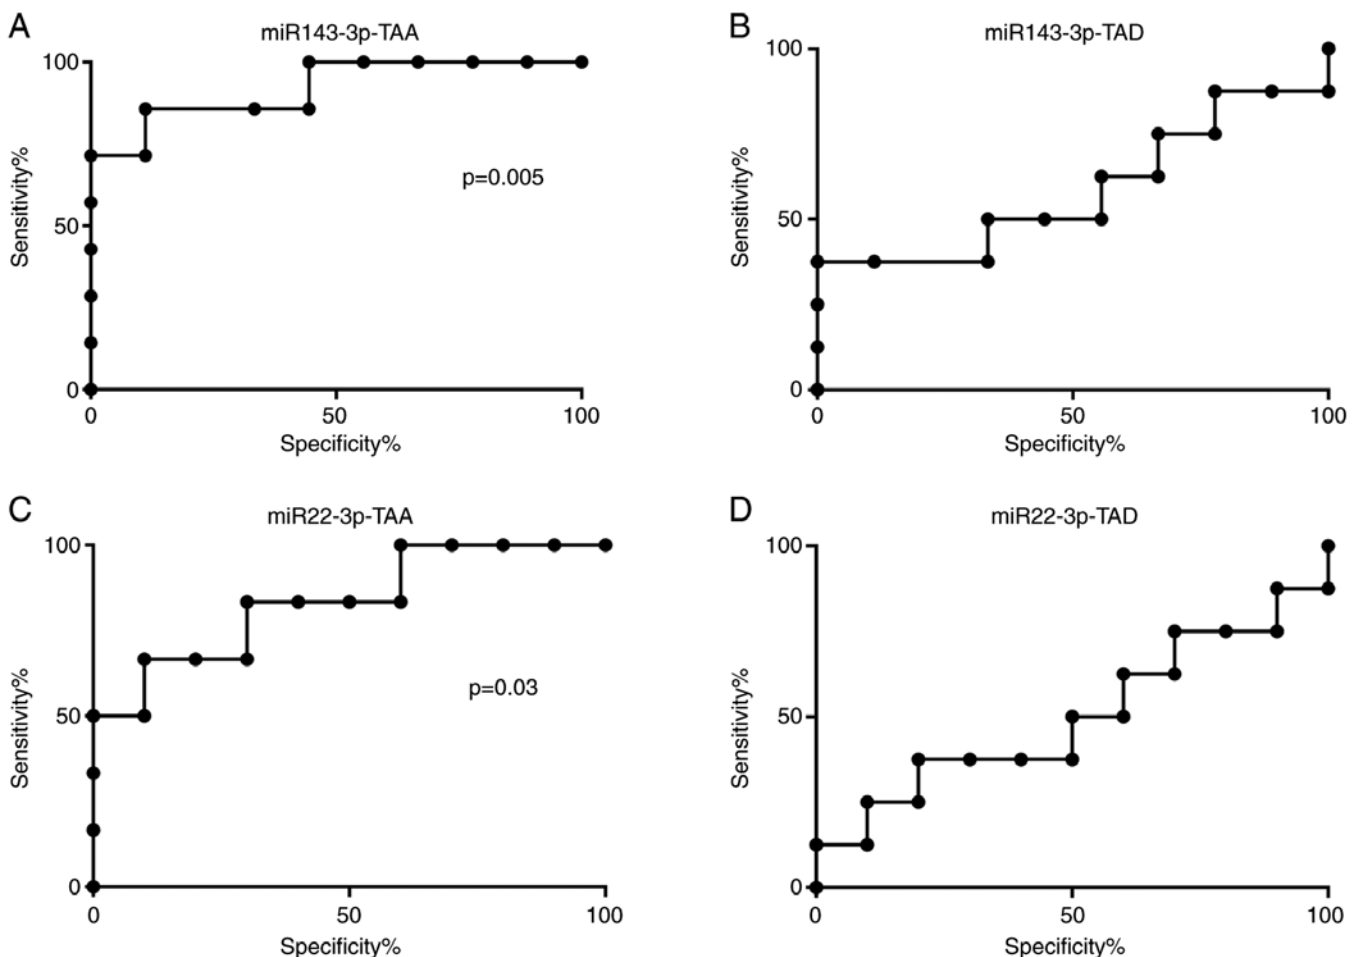 A
miR143-3p-TAA
100
50
0
Sensitivity%
p=0.005
0
50
100
Specificity%
B
miR143-3p-TAD
100
50
0
Sensitivity%
0
50
100
Specificity%
C
miR22-3p-TAA
100
50
0
Sensitivity%
p=0.03
0
50
100
Specificity%
D
miR22-3p-TAD
100
50
0
Sensitivity%
0
50
100
Specificity%